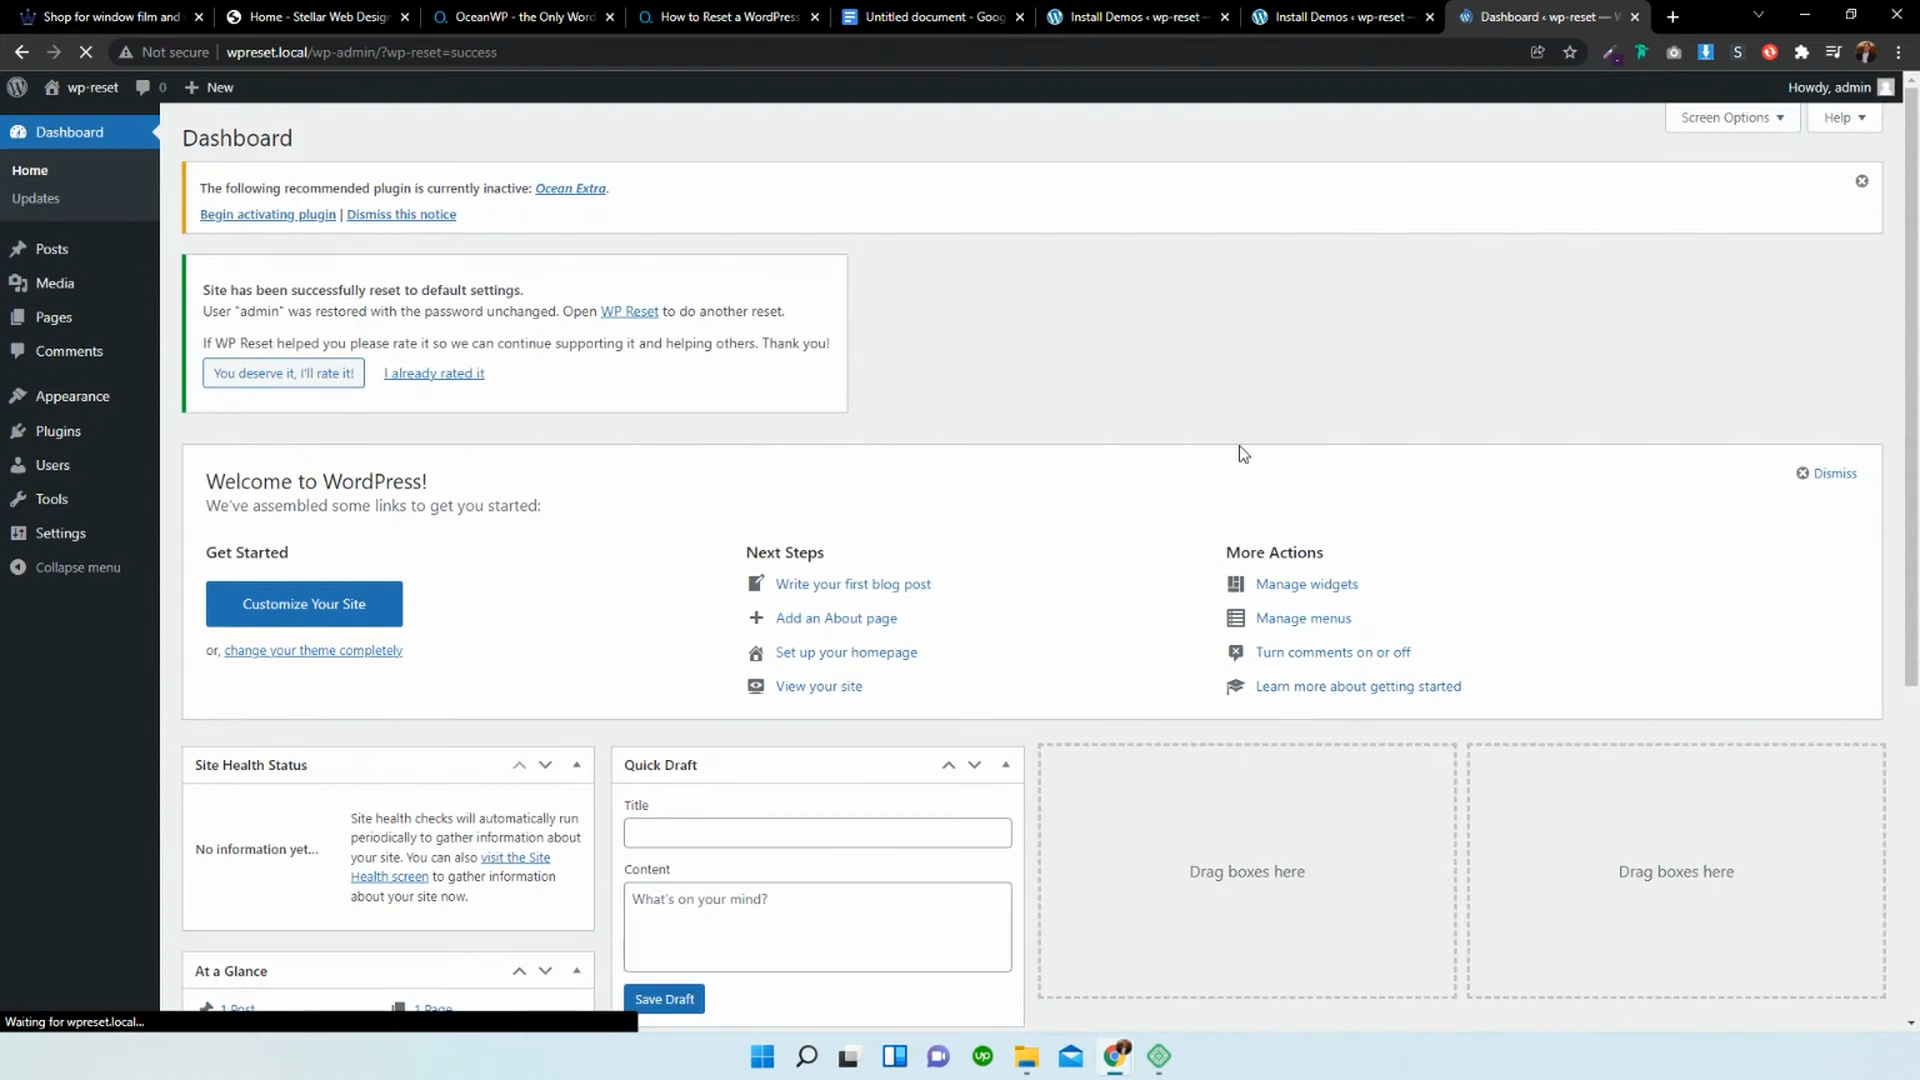 Shop for window film and
Home - Stellar Web Design
OceanWP - the Only Word
How to Reset a WordPress
Untitled document - Goog
Install Demos ‹ wp-reset —
Install Demos ‹ wp-reset —
Dashboard ‹ wp-reset — W
Not secure
wpreset.local/wp-admin/?wp-reset=success
wp-reset
0
New
Howdy, admin
Dashboard
Home
Updates
Posts
Media
Pages
Comments
Appearance
Plugins
Users
Tools
Settings
Collapse menu
Screen Options
Help
Dashboard
The following recommended plugin is currently inactive: Ocean Extra.
Begin activating plugin | Dismiss this notice
Site has been successfully reset to default settings.
User "admin" was restored with the password unchanged. Open WP Reset to do another reset.
If WP Reset helped you please rate it so we can continue supporting it and helping others. Thank you!
You deserve it, I'll rate it!
I already rated it
Welcome to WordPress!
We've assembled some links to get you started:
Dismiss
Get Started
Customize Your Site
or, change your theme completely
Next Steps
Write your first blog post
Add an About page
Set up your homepage
View your site
More Actions
Manage widgets
Manage menus
Turn comments on or off
Learn more about getting started
Site Health Status
No information yet...
Site health checks will automatically run
periodically to gather information about
your site. You can also visit the Site
Health screen to gather information
about your site now.
At a Glance
1 Post
1 Page
Quick Draft
Title
Content
What's on your mind?
Save Draft
Drag boxes here
Drag boxes here
Waiting for wpreset.local...